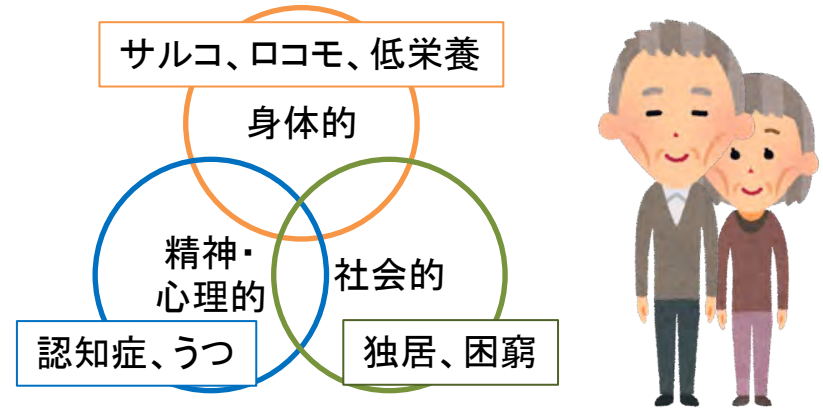 サルコ、ロコモ、低栄養
身体的
精神・
心理的
社会的
認知症、うつ
独居、困窮